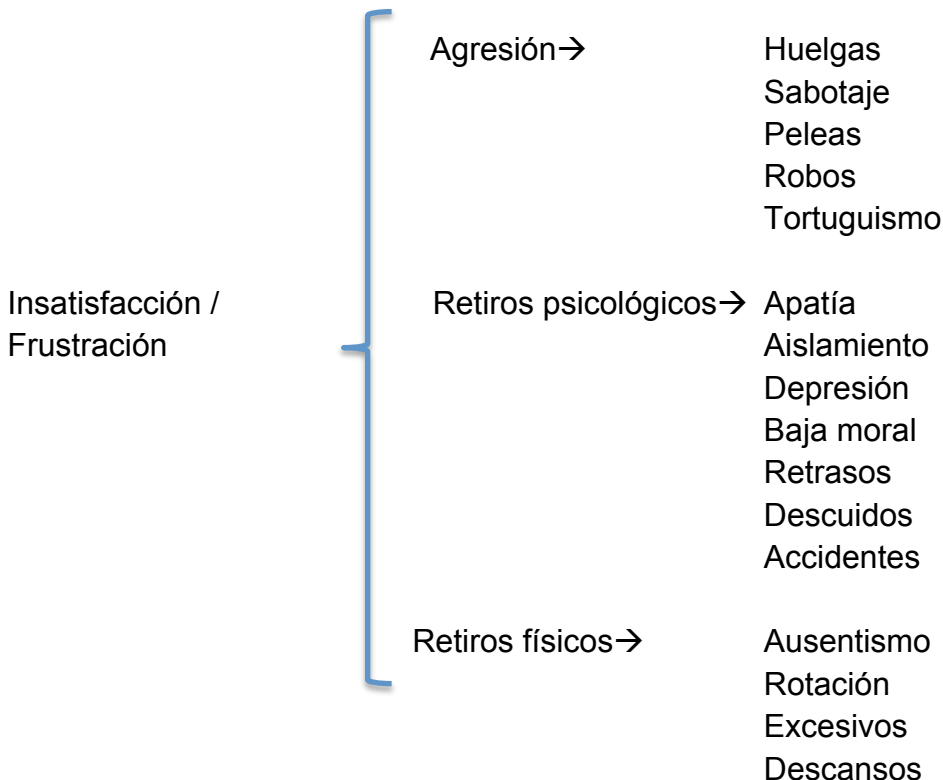 Insatisfacción /
Frustración
Agresión→
Huelgas
Sabotaje
Peleas
Robos
Tortuguismo
Retiros psicológicos→
Apatía
Aislamiento
Depresión
Baja moral
Retrasos
Descuidos
Accidentes
Retiros físicos→
Ausentismo
Rotación
Excesivos
Descansos